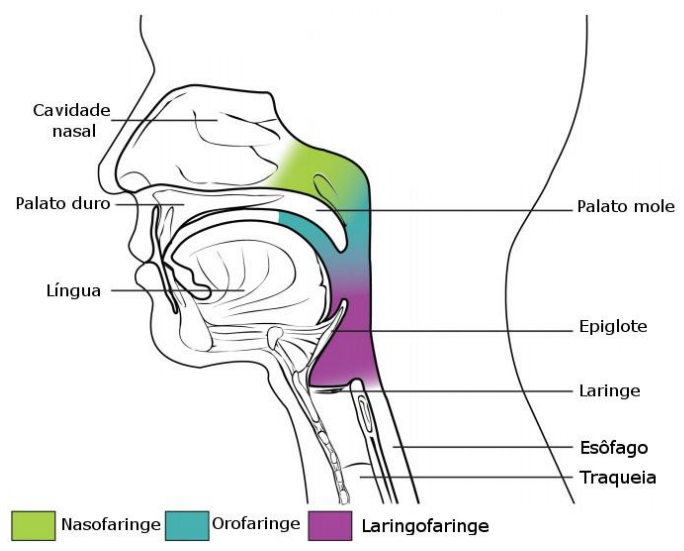 Cavidade
nasal
Palato duro
Palato mole
Língua
Epiglote
Laringe
Esôfago
Traqueia
Nasofaringe
Orofaringe
Laringofaringe